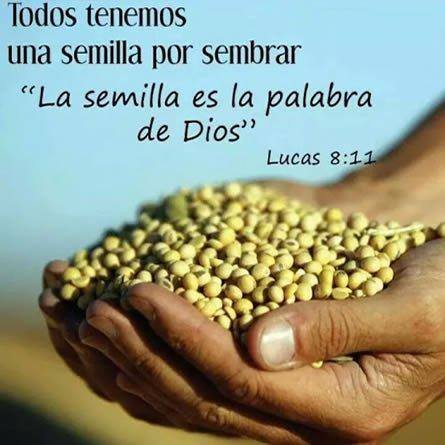 Todos tenemos
una semilla por sembrar
“La semilla es la palabra
de Dios”
Lucas 8:11